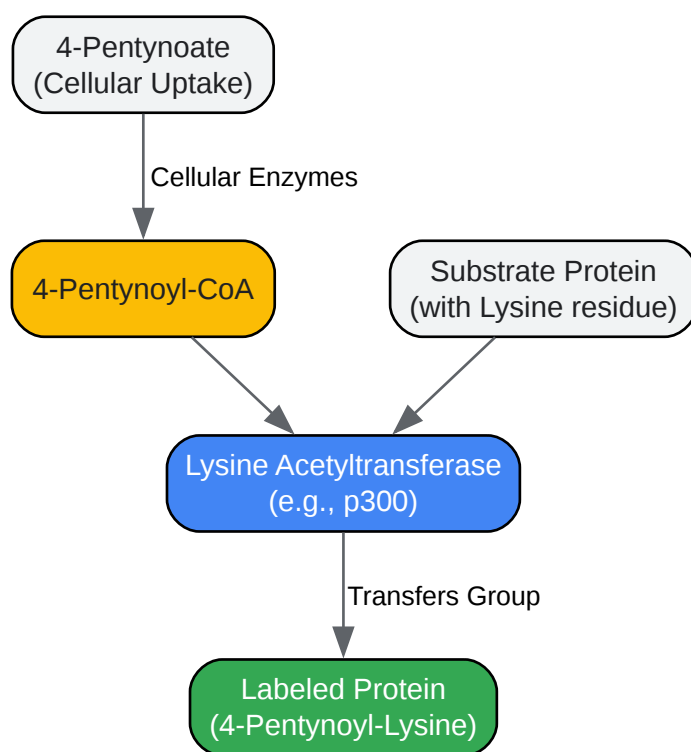 4-Pentynoate
(Cellular Uptake)
Cellular Enzymes
4-Pentynoyl-CoA
Substrate Protein
(with Lysine residue)
Lysine Acetyltransferase
(e.g., p300)
Transfers Group
Labeled Protein
(4-Pentynoyl-Lysine)